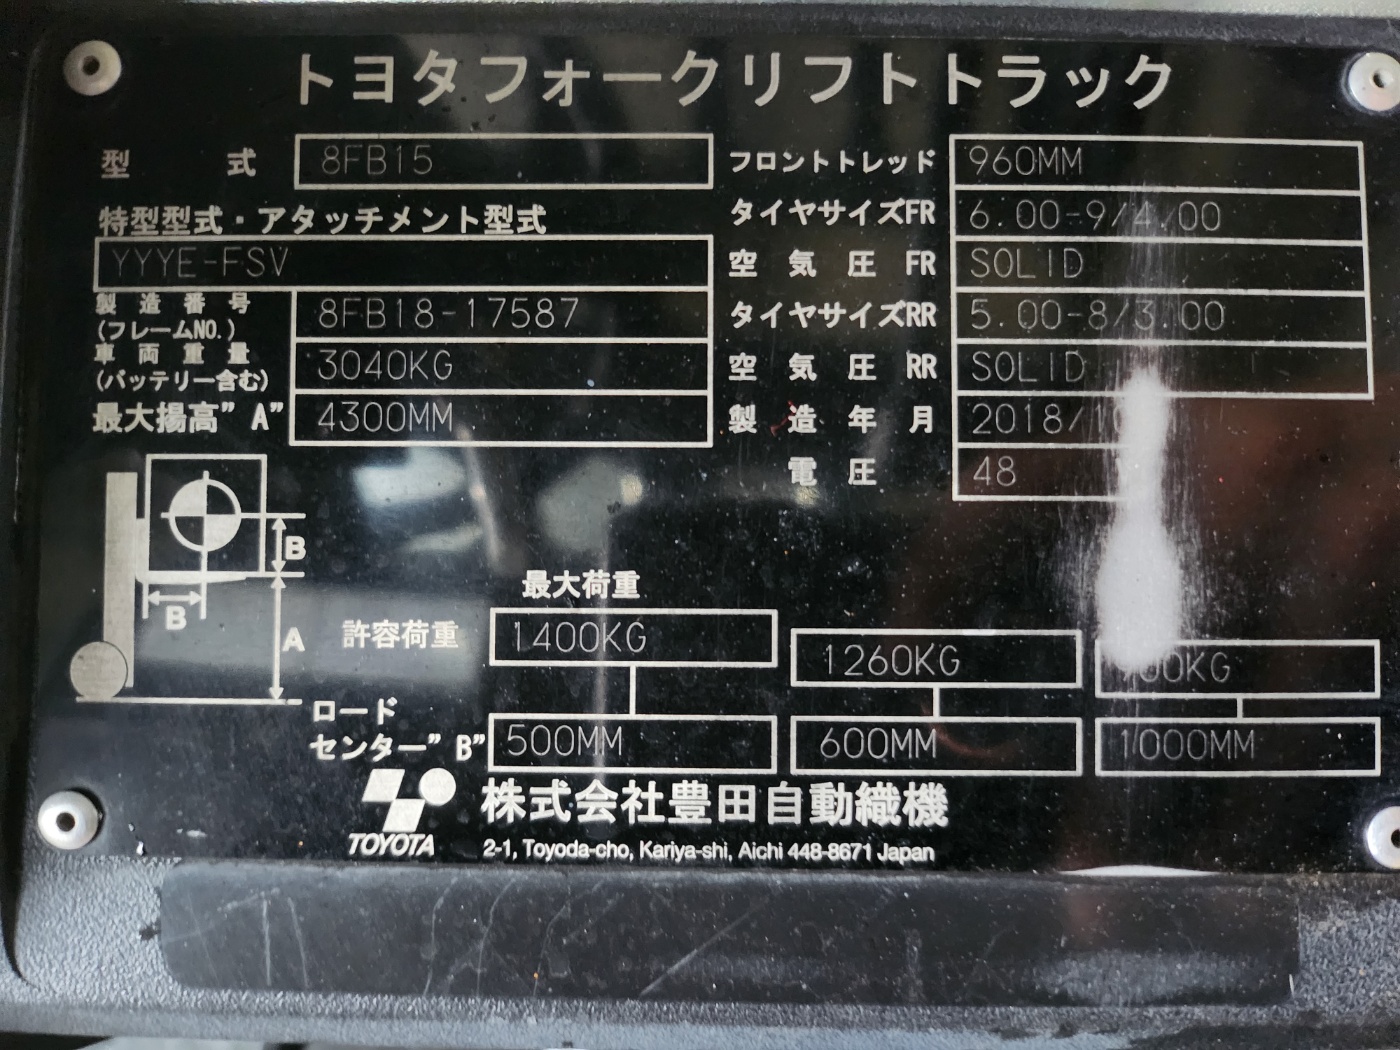 トヨタフォークリフトトラック
型 式 8FB15
特型型式・アタッチメント型式
YYYE-FSV
製造番号
(フレームNO.)
8FB18-17587
車両重量
(バッテリー含む)
3040KG
最大揚高"A" 4300MM
フロントトレッド 960MM
タイヤサイズFR 6.00-9/4.00
空気圧 FR SOLID
タイヤサイズRR 5.00-8/3.00
空気圧 RR SOLID
製造年月 2018/10
電圧 48
B
B
A
最大荷重
許容荷重 1400KG 1260KG
ロード
センター"B" 500MM 600MM 1000MM
TOYOTA
株式会社豊田自動織機
2-1, Toyoda-cho, Kariya-shi, Aichi 448-8671 Japan